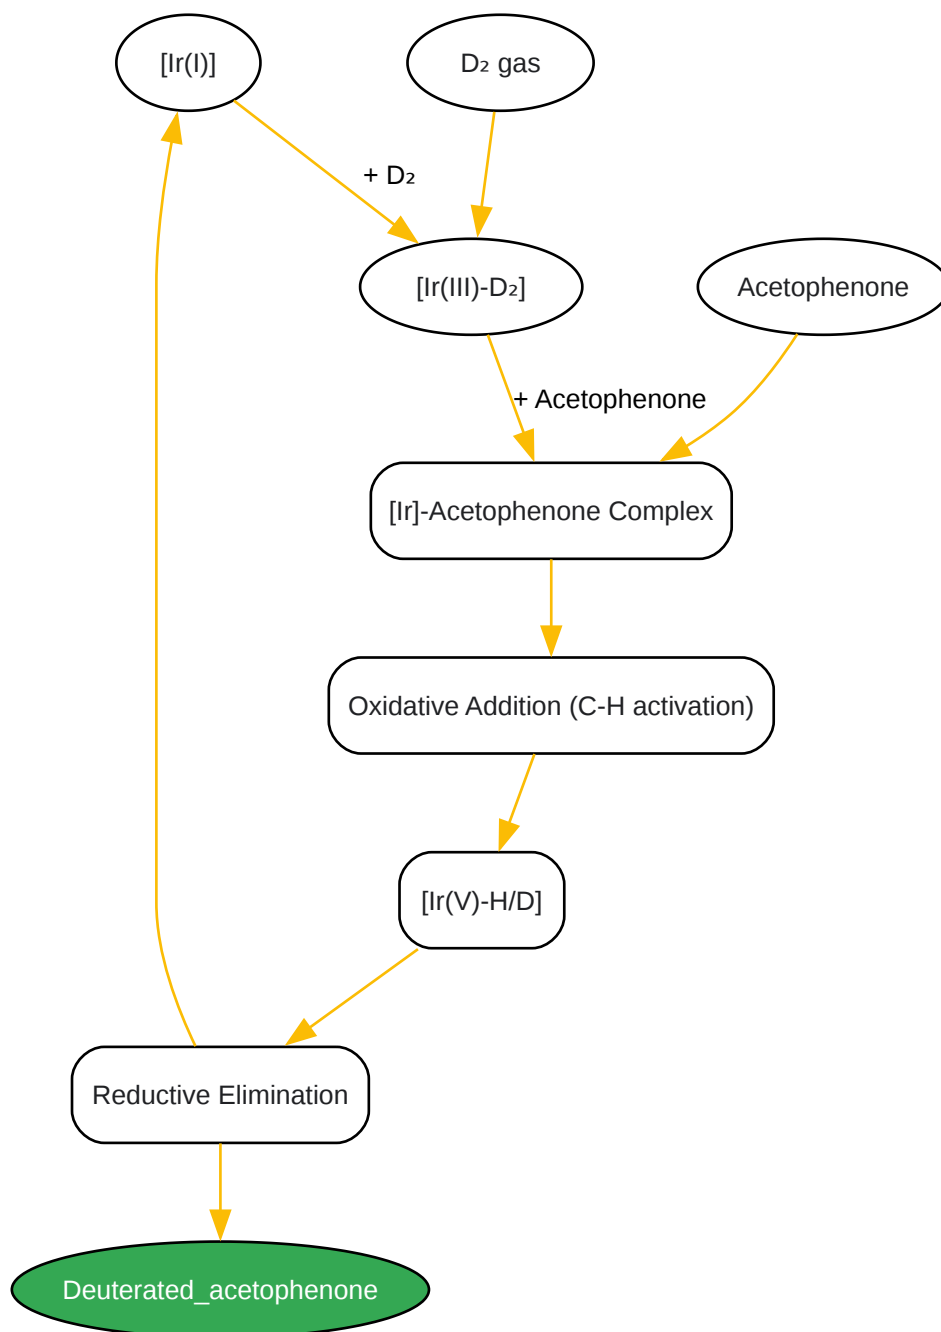 [Ir(I)]
D₂ gas
+ D₂
[Ir(III)-D₂]
Acetophenone
+ Acetophenone
[Ir]-Acetophenone Complex
Oxidative Addition (C-H activation)
[Ir(V)-H/D]
Reductive Elimination
Deuterated_acetophenone